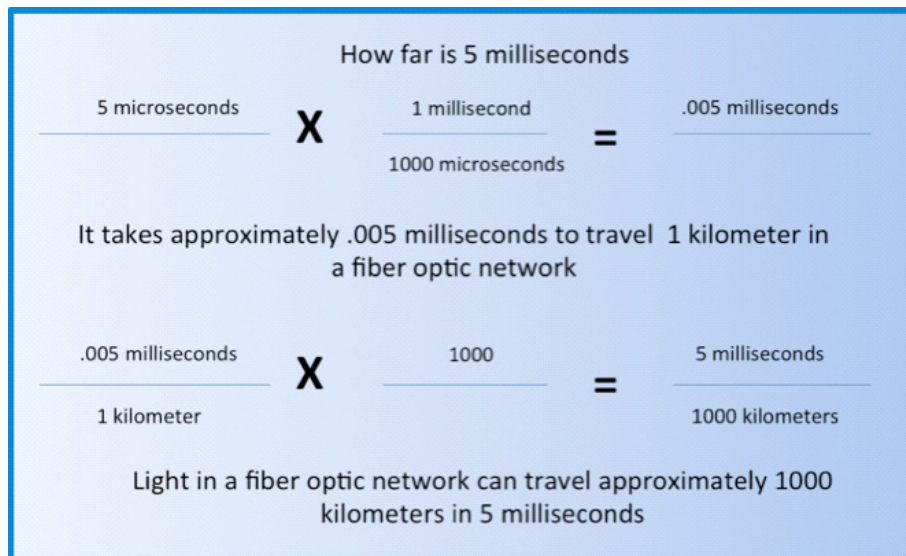 How far is 5 milliseconds
5 microseconds X 1 millisecond = .005 milliseconds
1000 microseconds
It takes approximately .005 milliseconds to travel 1 kilometer in
a fiber optic network
.005 milliseconds X 1000 = 5 milliseconds
1 kilometer 1000 kilometers
Light in a fiber optic network can travel approximately 1000
kilometers in 5 milliseconds